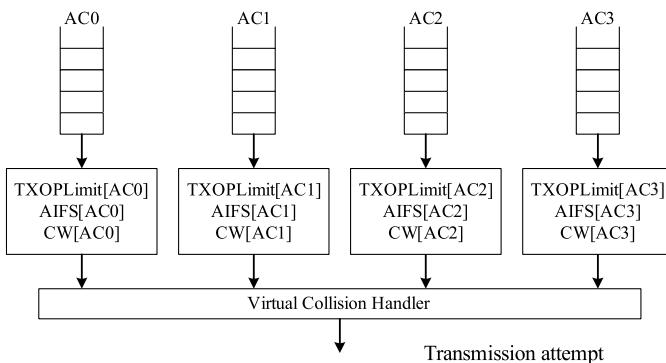 AC0 AC1 AC2 AC3
TXOPLimit[AC0] TXOPLimit[AC1] TXOPLimit[AC2] TXOPLimit[AC3]
AIFS[AC0] AIFS[AC1] AIFS[AC2] AIFS[AC3]
CW[AC0] CW[AC1] CW[AC2] CW[AC3]
Virtual Collision Handler
Transmission attempt